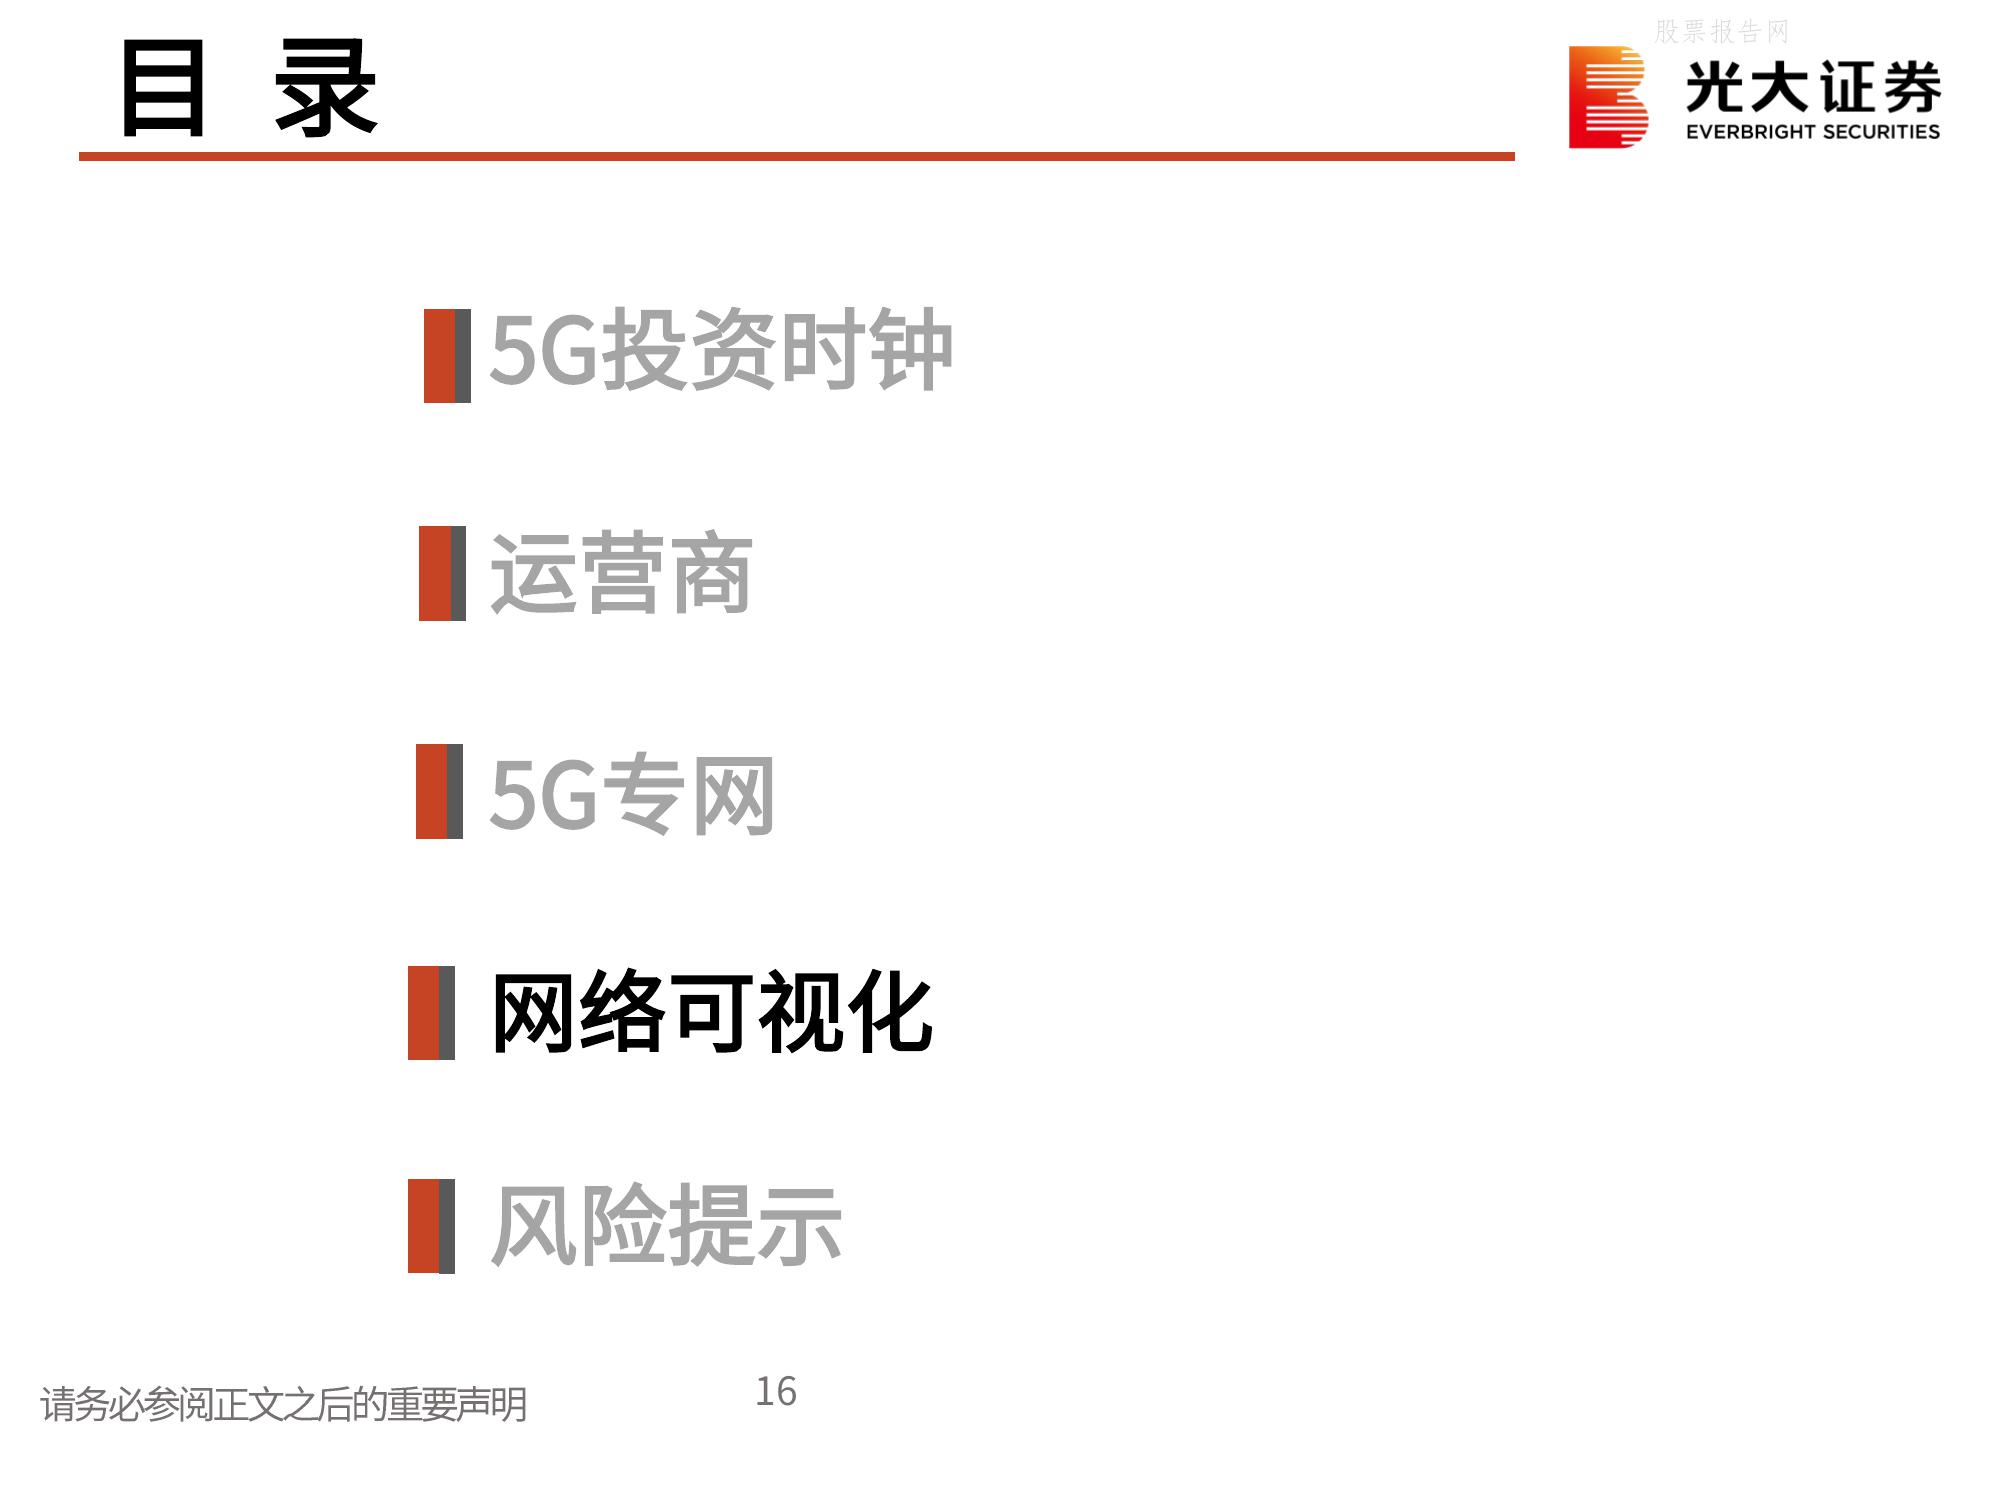 股票报告网
目 录
光大证券
EVERBRIGHT SECURITIES
5G投资时钟
运营商
5G专网
网络可视化
风险提示
请务必参阅正文之后的重要声明
16